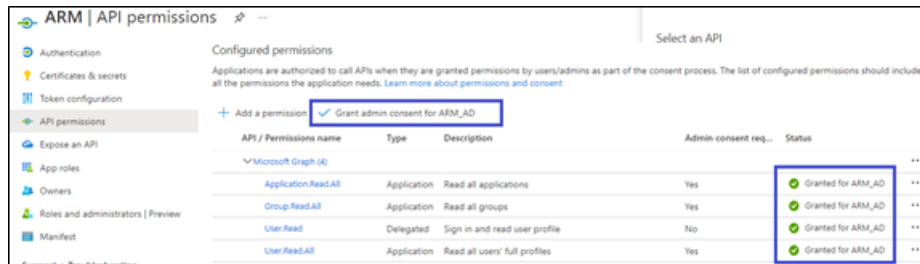 ARM | API permissions
Select an API
Authentication
Certificates & secrets
Token configuration
API permissions
Expose an API
App roles
Owners
Roles and administrators | Preview
Manifest
Configured permissions
Applications are authorized to call APIs when they are granted permissions by users/admins as part of the consent process. The list of configured permissions should include
all the permissions the application needs. Learn more about permissions and consent
Add a permission Grant admin consent for ARM_AD
API / Permissions name Type Description Admin consent req... Status
Microsoft Graph (4)
Application.Read.All Application Read all applications Yes Granted for ARM_AD
Group.Read.All Application Read all groups Yes Granted for ARM_AD
User.Read Delegated Sign in and read user profile No Granted for ARM_AD
User.Read.All Application Read all users' full profiles Yes Granted for ARM_AD